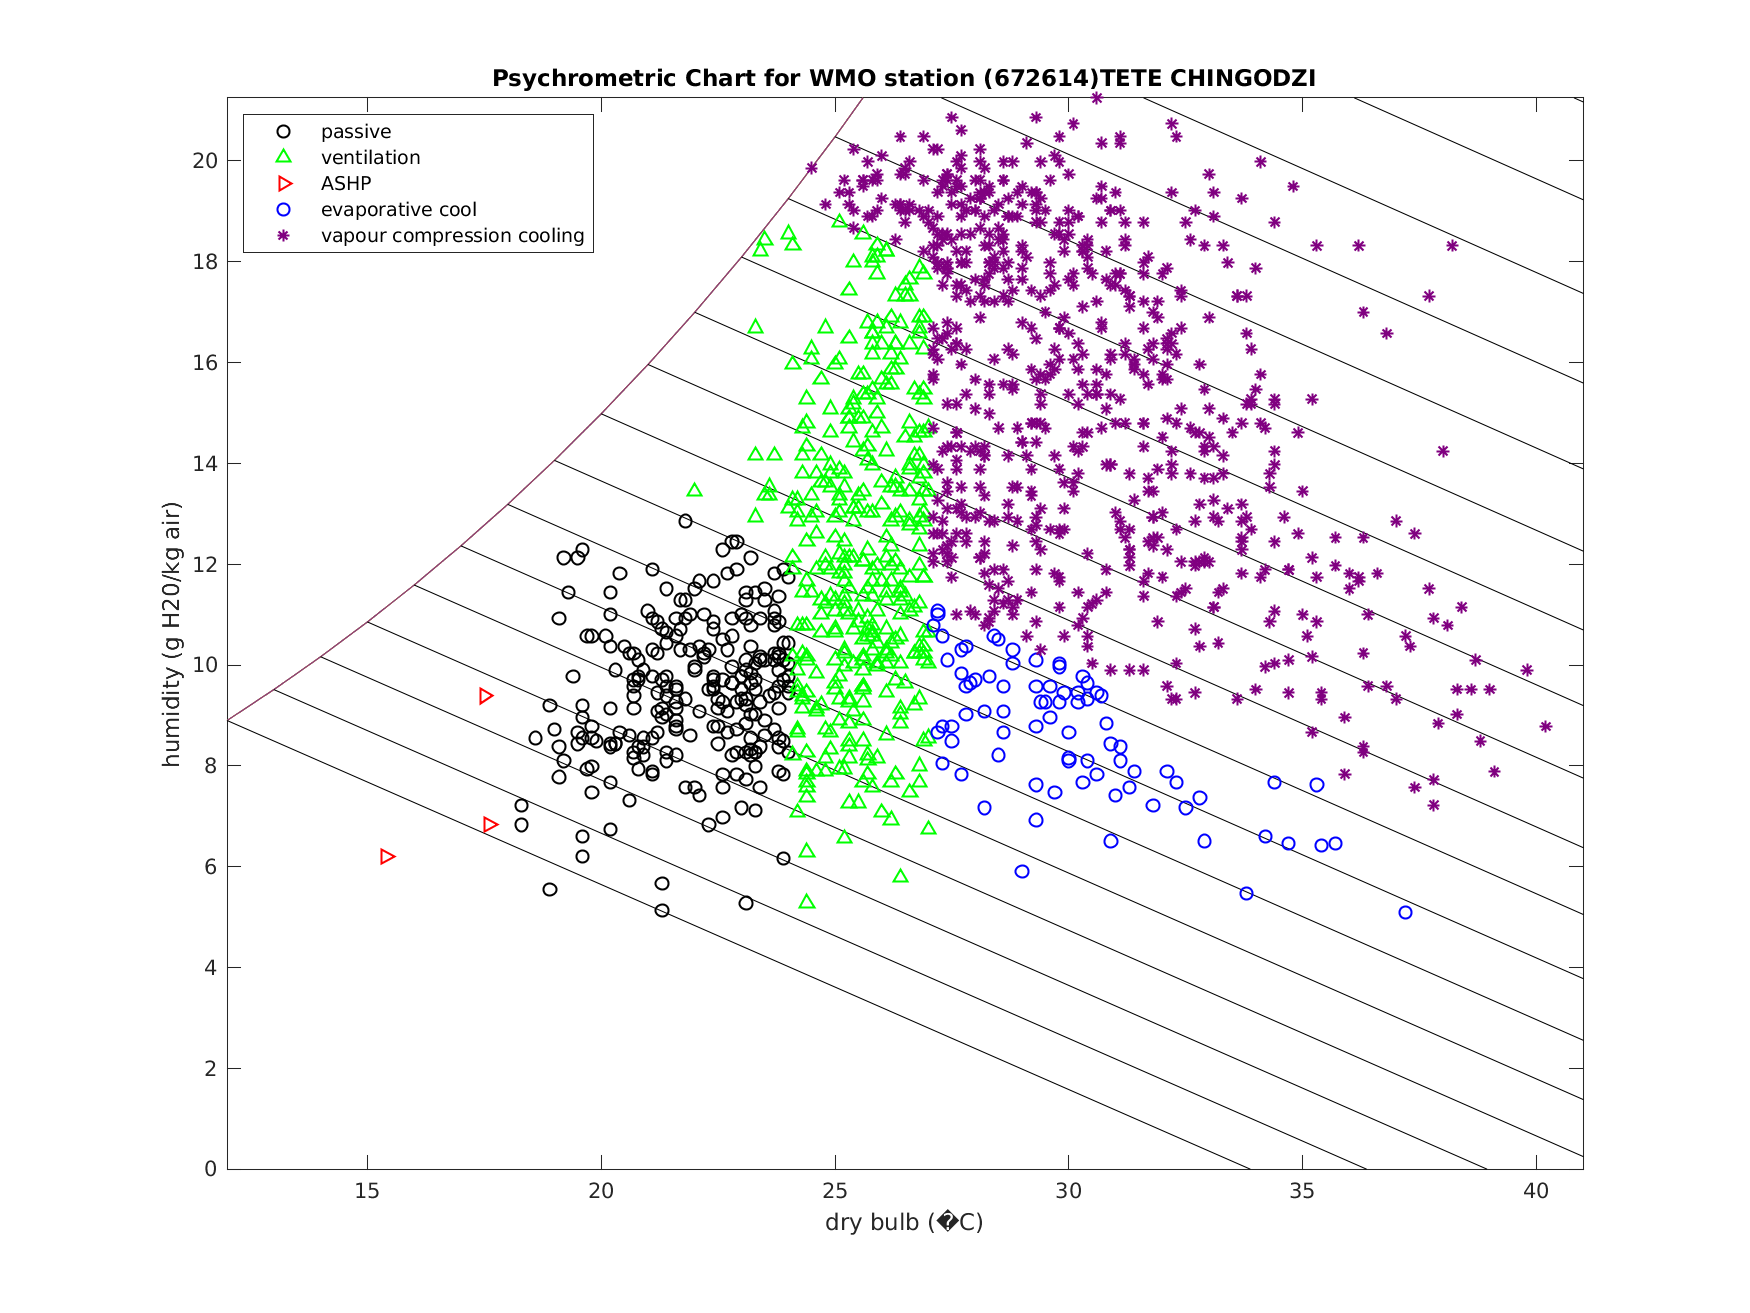 Psychrometric Chart for WMO station (672614)TETE CHINGODZI
passive
ventilation
ASHP
evaporative cool
vapour compression cooling
20
18
16
14
12
10
8
6
4
2
0
humidity (g H20/kg air)
15 20 25 30 35 40
dry bulb (�C)